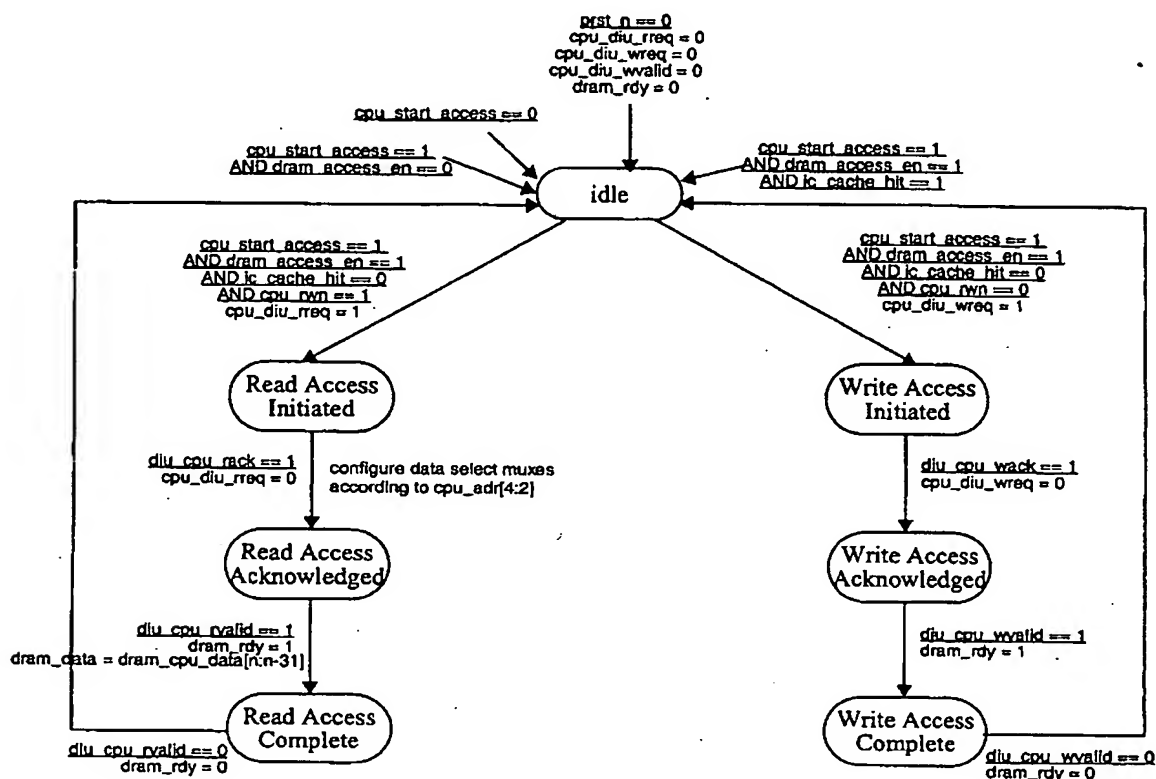 prst_n == 0
cpu_diu_rreq = 0
cpu_diu_wreq = 0
cpu_diu_wvalid = 0
dram_rdy = 0
cpu_start_access == 0
cpu_start_access == 1
AND dram_access_en == 0
cpu_start_access == 1
AND dram_access_en == 1
AND ic_cache_hit == 1
idle
cpu_start_access == 1
AND dram_access_en == 1
AND ic_cache_hit == 0
AND cpu_rwn == 1
cpu_diu_rreq = 1
cpu_start_access == 1
AND dram_access_en == 1
AND ic_cache_hit == 0
AND cpu_rwn == 0
cpu_diu_wreq = 1
Read Access
Initiated
Write Access
Initiated
diu_cpu_rack == 1
cpu_diu_rreq = 0
configure data select muxes
according to cpu_adr[4:2]
diu_cpu_wack == 1
cpu_diu_wreq = 0
Read Access
Acknowledged
Write Access
Acknowledged
diu_cpu_rvalid == 1
dram_rdy = 1
dram_data = dram_cpu_data[n:n-31]
diu_cpu_wvalid == 1
dram_rdy = 1
Read Access
Complete
Write Access
Complete
diu_cpu_rvalid == 0
dram_rdy = 0
diu_cpu_wvalid == 0
dram_rdy = 0